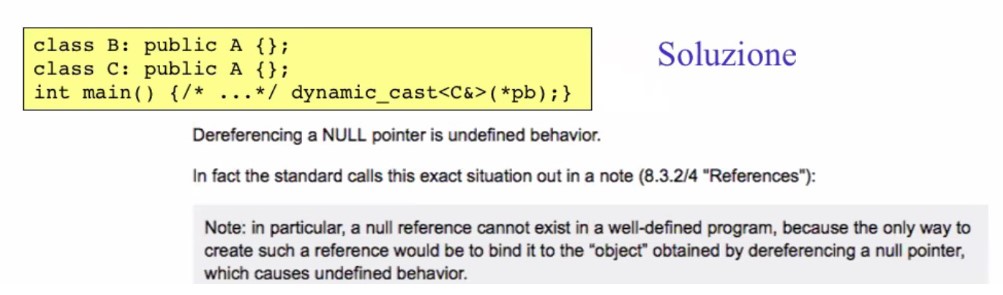 class B: public A {};
class C: public A {};
int main() {/* ...*/ dynamic_cast<C&>(*pb);}
Soluzione
Dereferencing a NULL pointer is undefined behavior.
In fact the standard calls this exact situation out in a note (8.3.2/4 "References"):
Note: in particular, a null reference cannot exist in a well-defined program, because the only way to
create such a reference would be to bind it to the “object” obtained by dereferencing a null pointer,
which causes undefined behavior.